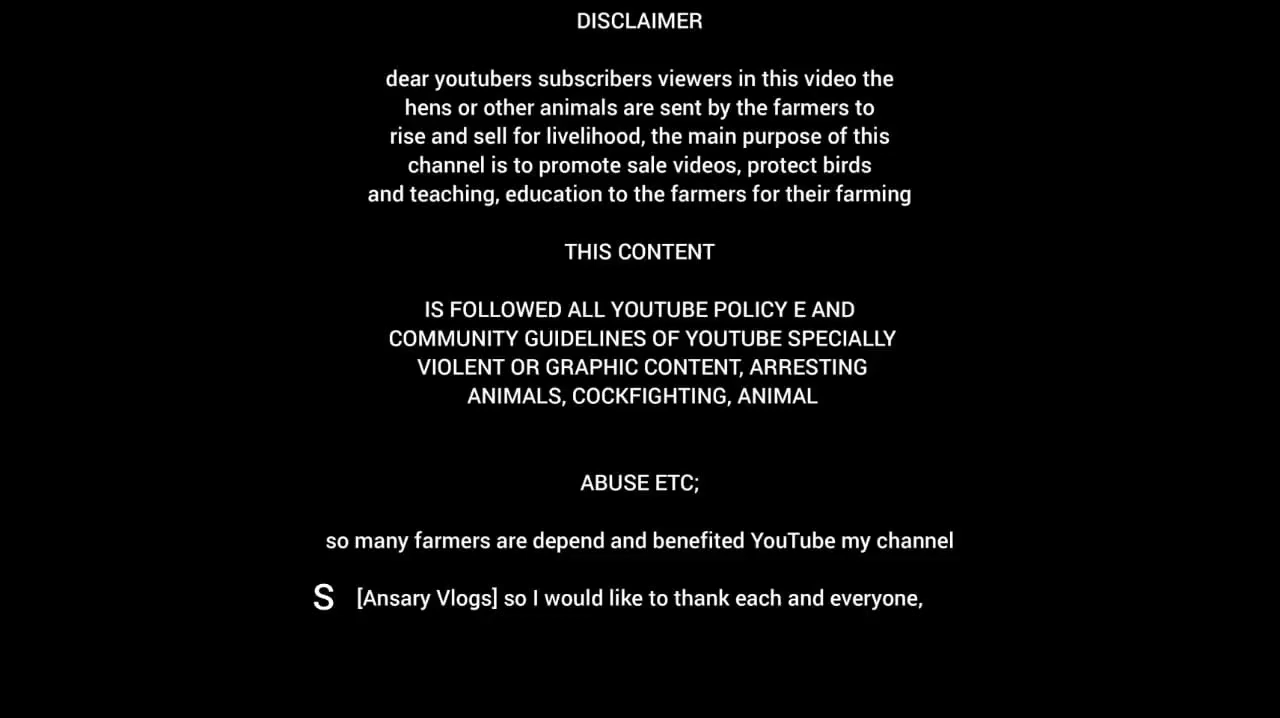 DISCLAIMER
dear youtubers subscribers viewers in this video the
hens or other animals are sent by the farmers to
rise and sell for livelihood, the main purpose of this
channel is to promote sale videos, protect birds
and teaching, education to the farmers for their farming
THIS CONTENT
IS FOLLOWED ALL YOUTUBE POLICY E AND
COMMUNITY GUIDELINES OF YOUTUBE SPECIALLY
VIOLENT OR GRAPHIC CONTENT, ARRESTING
ANIMALS, COCKFIGHTING, ANIMAL
ABUSE ETC;
so many farmers are depend and benefited YouTube my channel
S [Ansary Vlogs] so I would like to thank each and everyone,